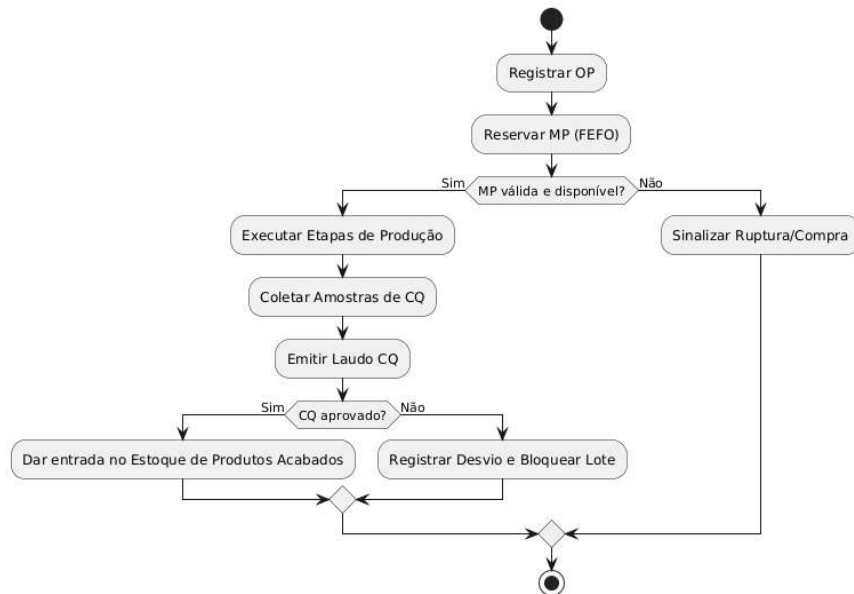 Registrar OP
Reservar MP (FEFO)
Sim
MP válida e disponível?
Não
Executar Etapas de Produção
Sinalizar Ruptura/Compra
Coletar Amostras de CQ
Emitir Laudo CQ
Sim
CQ aprovado?
Não
Dar entrada no Estoque de Produtos Acabados
Registrar Desvio e Bloquear Lote